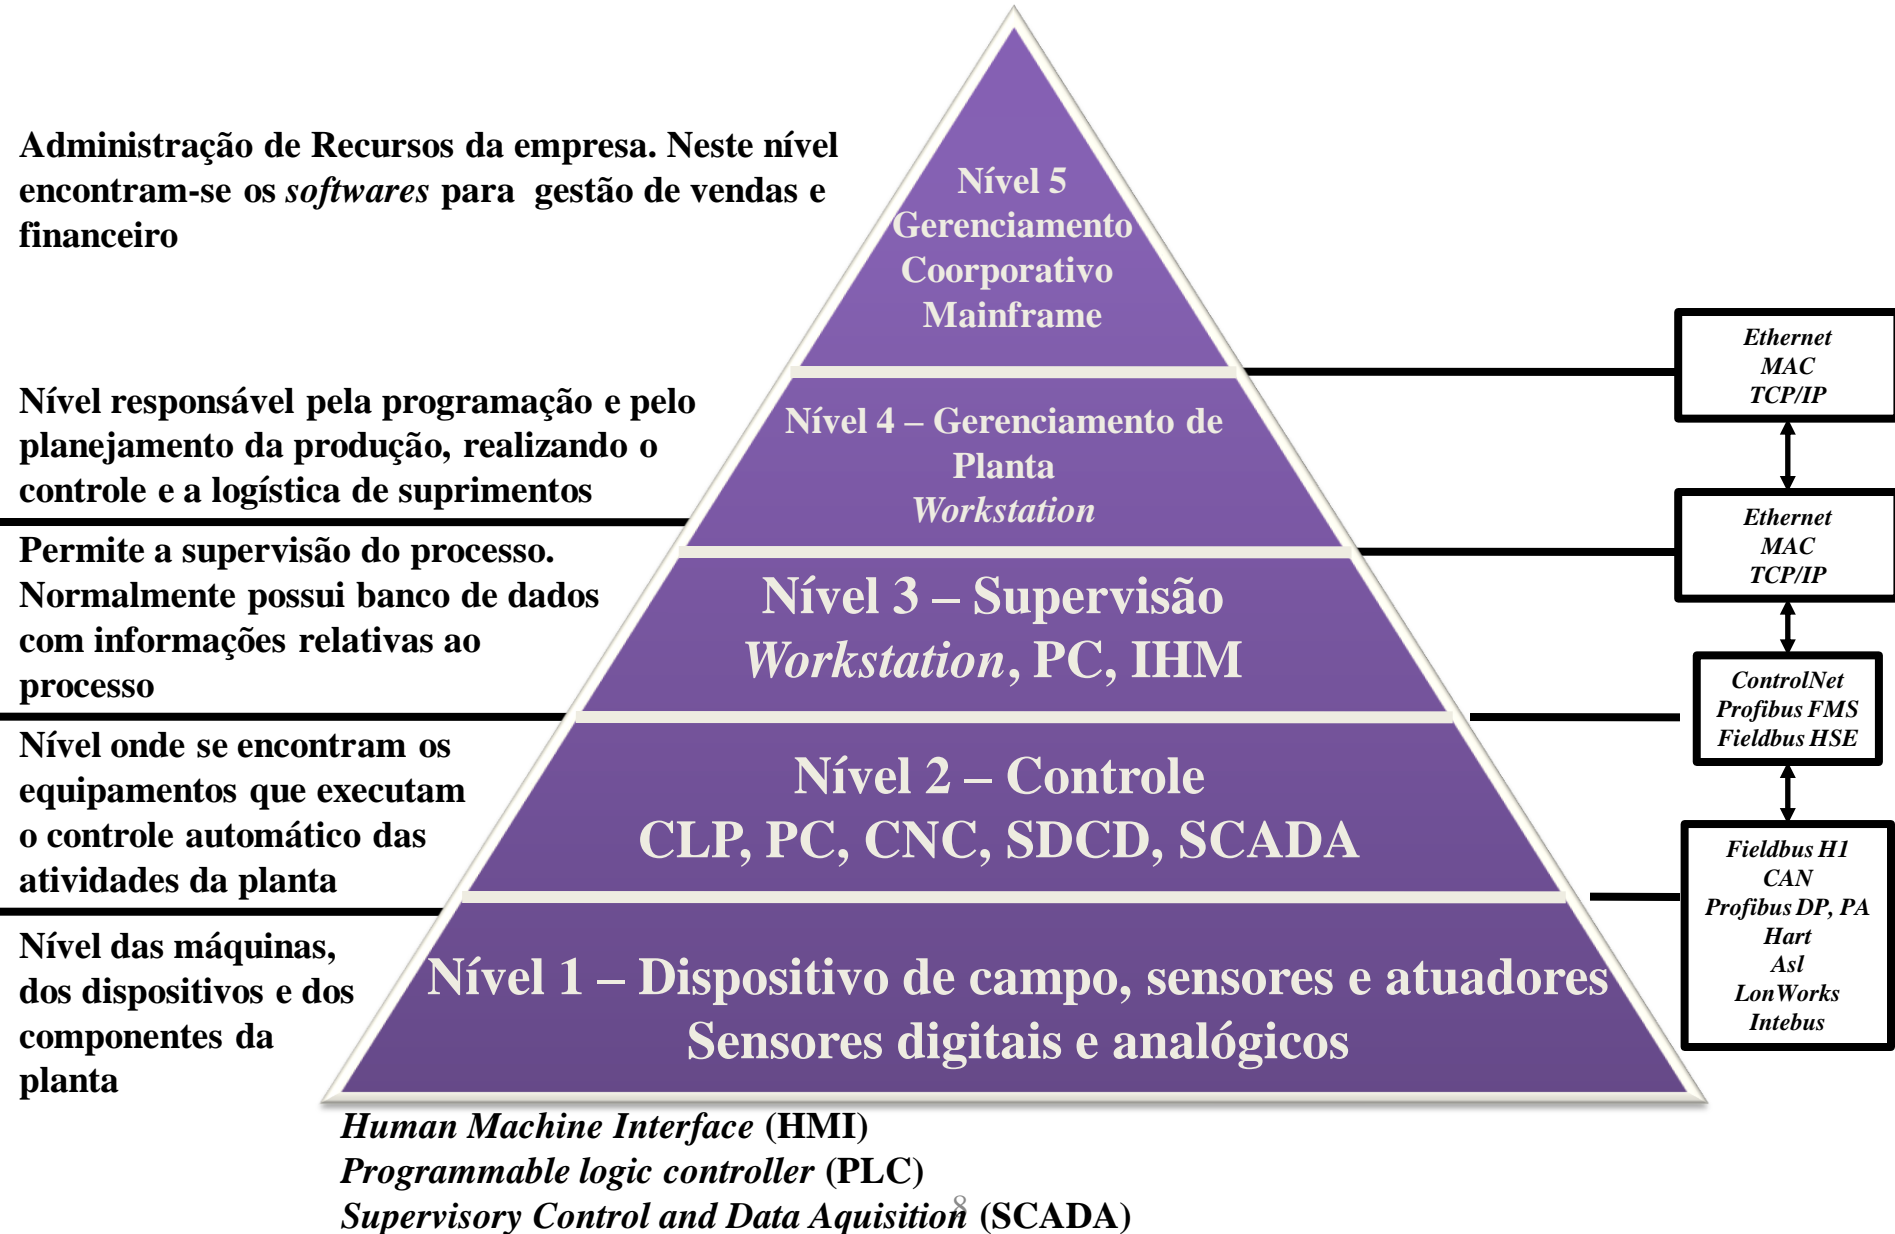 Administração de Recursos da empresa. Neste nível
encontram-se os softwares para gestão de vendas e
financeiro
Nível 5
Gerenciamento
Coorporativo
Mainframe
Ethernet
MAC
TCP/IP
Nível responsável pela programação e pelo
planejamento da produção, realizando o
controle e a logística de suprimentos
Nível 4 – Gerenciamento de
Planta
Workstation
Ethernet
MAC
TCP/IP
Permite a supervisão do processo.
Normalmente possui banco de dados
com informações relativas ao
processo
Nível 3 – Supervisão
Workstation, PC, IHM
ControlNet
Profibus FMS
Fieldbus HSE
Nível onde se encontram os
equipamentos que executam
o controle automático das
atividades da planta
Nível 2 – Controle
CLP, PC, CNC, SDCD, SCADA
Fieldbus H1
CAN
Profibus DP, PA
Hart
Asl
LonWorks
Intebus
Nível das máquinas,
dos dispositivos e dos
componentes da
planta
Nível 1 – Dispositivo de campo, sensores e atuadores
Sensores digitais e analógicos
Human Machine Interface (HMI)
Programmable logic controller (PLC)
Supervisory Control and Data Aquisition (SCADA)
8